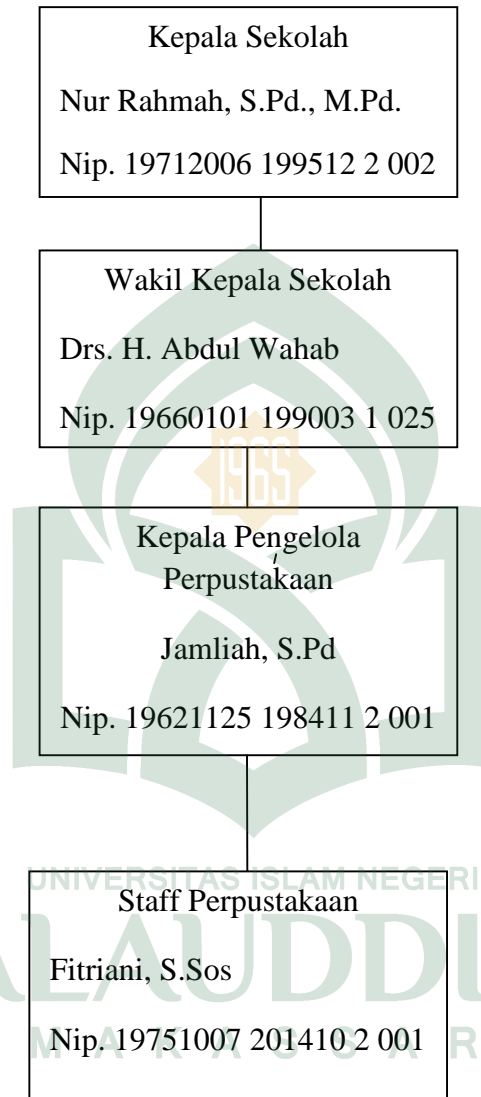 Kepala Sekolah
Nur Rahmah, S.Pd., M.Pd.
Nip. 19712006 199512 2 002
Wakil Kepala Sekolah
Drs. H. Abdul Wahab
Nip. 19660101 199003 1 025
1965
Kepala Pengelola
Perpustakaan
Jamliah, S.Pd
Nip. 19621125 198411 2 001
UNIVERSITAS ISLAM NEGERI
Staff Perpustakaan
ALAUDDI
Fitriani, S.Sos
Nip. 19751007 201410 2 001
M A K A S S A R